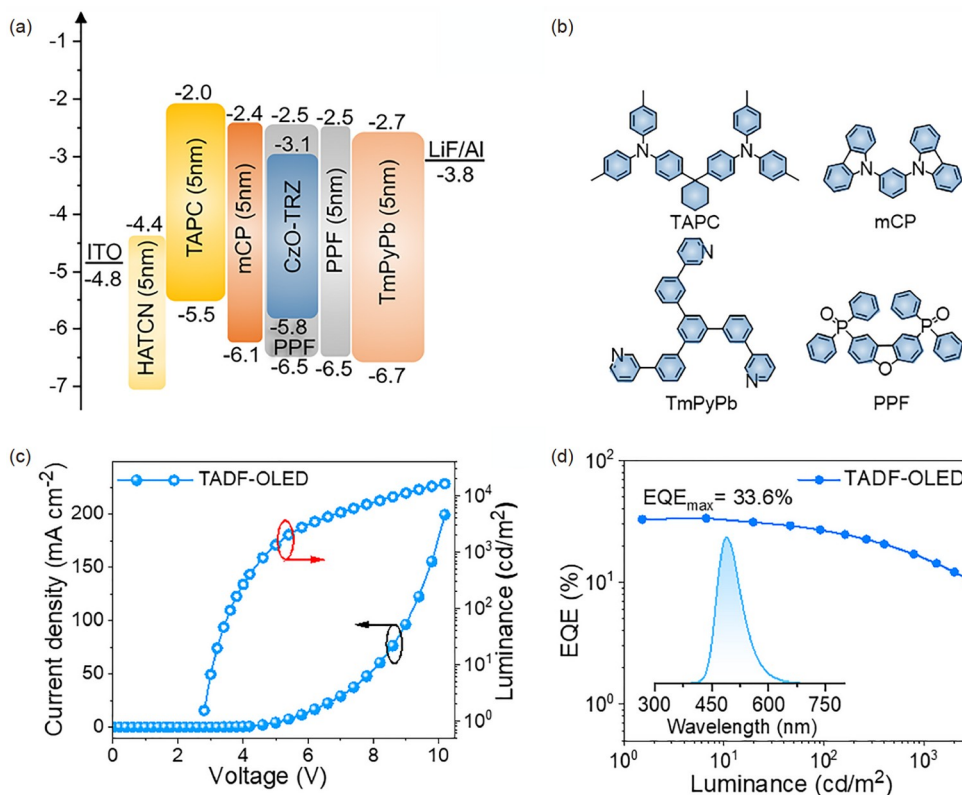 (a)
-1
-2
-3
-4
-5
-6
-7
ITO
-4.8
-4.4
HATCN (5nm)
-2.0
TAPC (5nm)
-5.5
-2.4
mCP (5nm)
-6.1
-2.5
-3.1
CzO-TRZ
-5.8
PPF
-6.5
-2.5
PPF (5nm)
-6.5
-2.7
TmPyPb (5nm)
-6.7
LiF/Al
-3.8
(b)
N
N
TAPC
N
N
mCP
N
N
N
TmPyPb
O
P
P
O
O
PPF
(c)
TADF-OLED
Current density (mA cm-2)
200
150
100
50
0
0 2 4 6 8 10
Voltage (V)
10⁴
10³
10²
10¹
10⁰
Luminance (cd/m²)
(d)
TADF-OLED
EQEmax= 33.6%
EQE (%)
10²
10¹
10⁰
300 450 600 750
Wavelength (nm)
10⁰ 10¹ 10² 10³
Luminance (cd/m²)